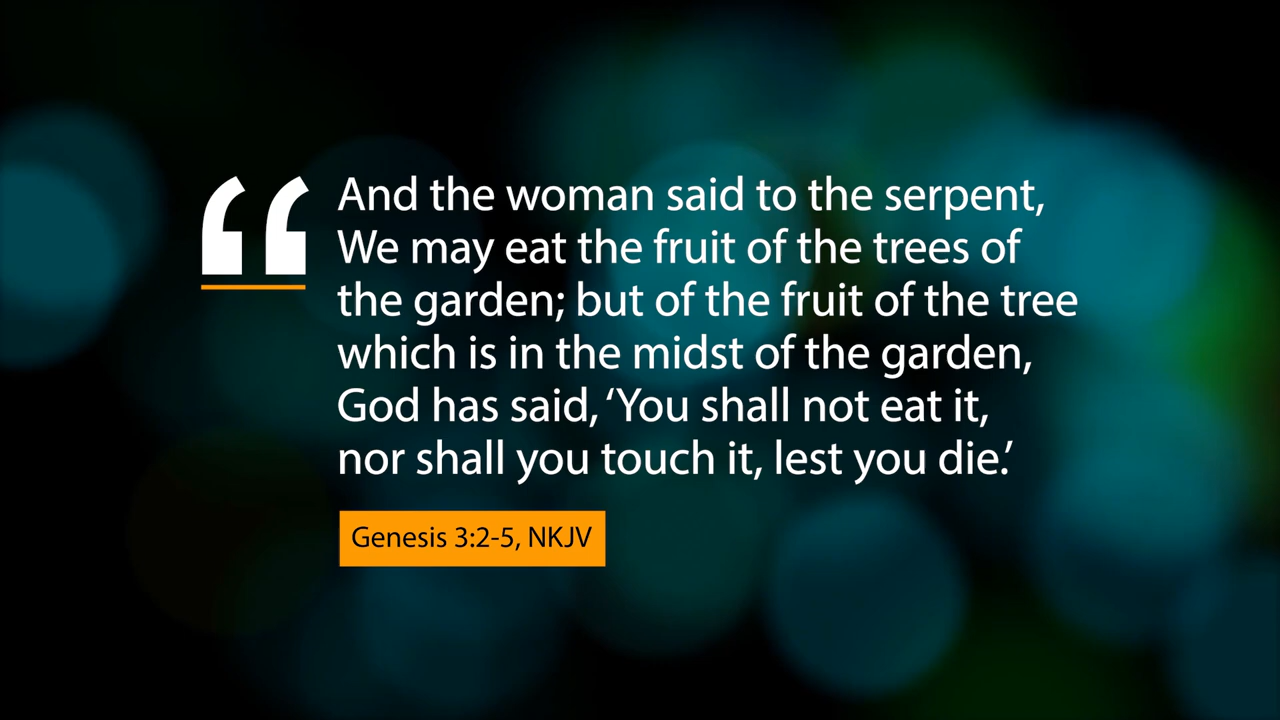 “
And the woman said to the serpent,
We may eat the fruit of the trees of
the garden; but of the fruit of the tree
which is in the midst of the garden,
God has said, ‘You shall not eat it,
nor shall you touch it, lest you die.’
Genesis 3:2-5, NKJV